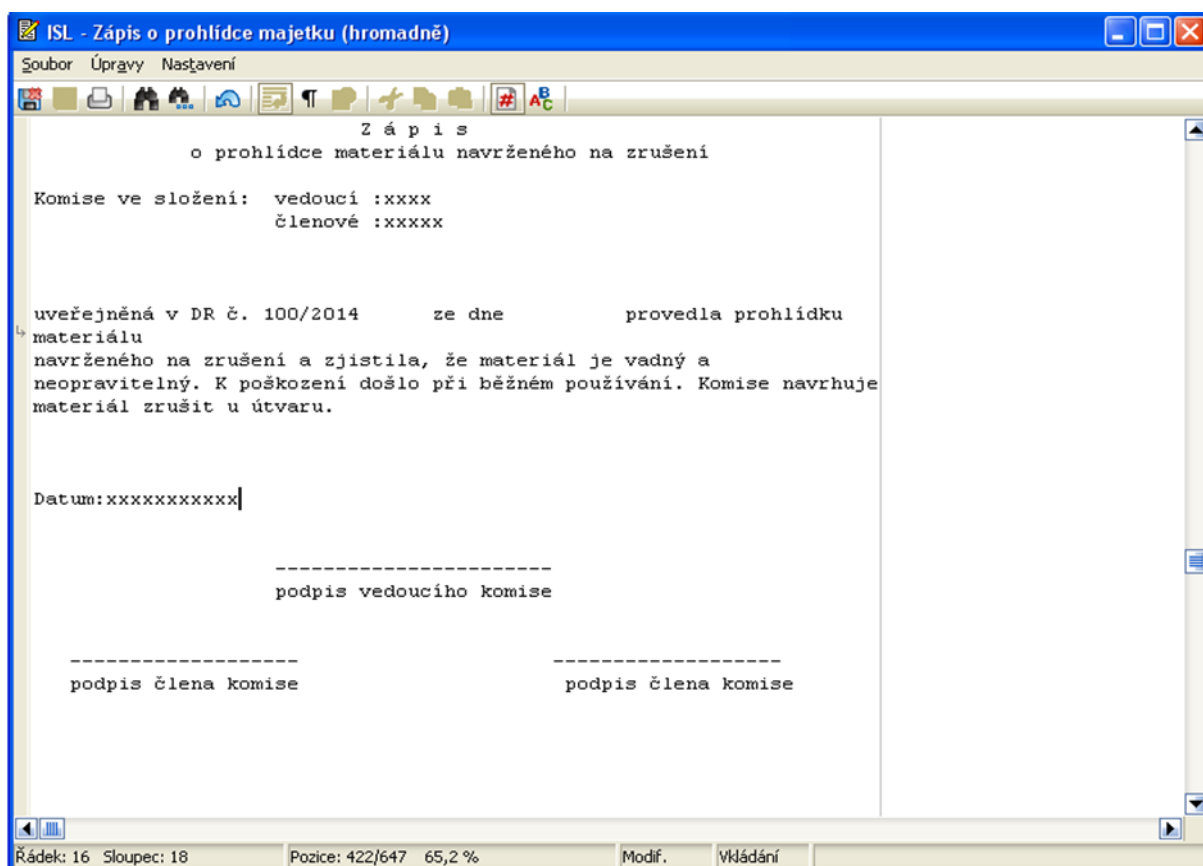 ISL - Zápis o prohlídce majetku (hromadně)
Soubor Úpravy Nastavení
Z á p i s
o prohlídce materiálu navrženého na zrušení
Komise ve složení: vedoucí :xxxx
členové :xxxxx
uveřejněná v DR č. 100/2014 ze dne provedla prohlídku
materiálu
navrženého na zrušení a zjistila, že materiál je vadný a
neopravitelný. K poškození došlo při běžném používání. Komise navrhuje
materiál zrušit u útvaru.
Datum:xxxxxxxxxxx
-----------------------
podpis vedoucího komise
------------------- -------------------
podpis člena komise podpis člena komise
Řádek: 16 Sloupec: 18 Pozice: 422/647 65,2 % Modif. Vkládání